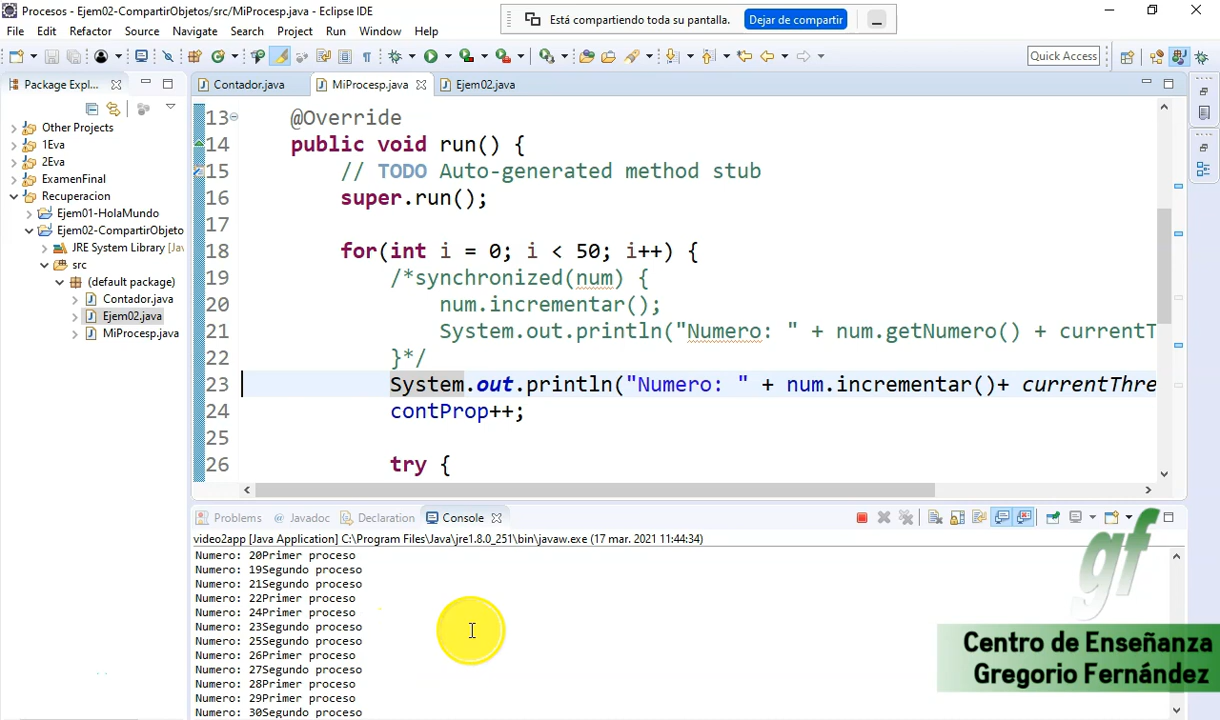 Procesos - Ejem02-CompartirObjetos/src/MiProcesp.java - Eclipse IDE
Está compartiendo toda su pantalla.
Dejar de compartir
File Edit Refactor Source Navigate Search Project Run Window Help
Quick Access
Package Expl...
Contador.java
MiProcesp.java
Ejem02.java
Other Projects
1Eva
2Eva
ExamenFinal
Recuperacion
Ejem01-HolaMundo
Ejem02-CompartirObjeto
JRE System Library [Jav
src
(default package)
Contador.java
Ejem02.java
MiProcesp.java
13 @Override
14 public void run() {
15 // TODO Auto-generated method stub
16 super.run();
17
18 for(int i = 0; i < 50; i++) {
19 /*synchronized(num) {
20 num.incrementar();
21 System.out.println("Numero: " + num.getNumero() + currentT
22 }*/
23 System.out.println("Numero: " + num.incrementar()+ currentThre
24 contProp++;
25
26 try {
Problems @ Javadoc Declaration Console
video2app [Java Application] C:\Program Files\Java\jre1.8.0_251\bin\javaw.exe (17 mar. 2021 11:44:34)
Numero: 20Primer proceso
Numero: 19Segundo proceso
Numero: 21Segundo proceso
Numero: 22Primer proceso
Numero: 24Primer proceso
Numero: 23Segundo proceso
Numero: 25Segundo proceso
Numero: 26Primer proceso
Numero: 27Segundo proceso
Numero: 28Primer proceso
Numero: 29Primer proceso
Numero: 30Segundo proceso
gf
Centro de Enseñanza
Gregorio Fernández